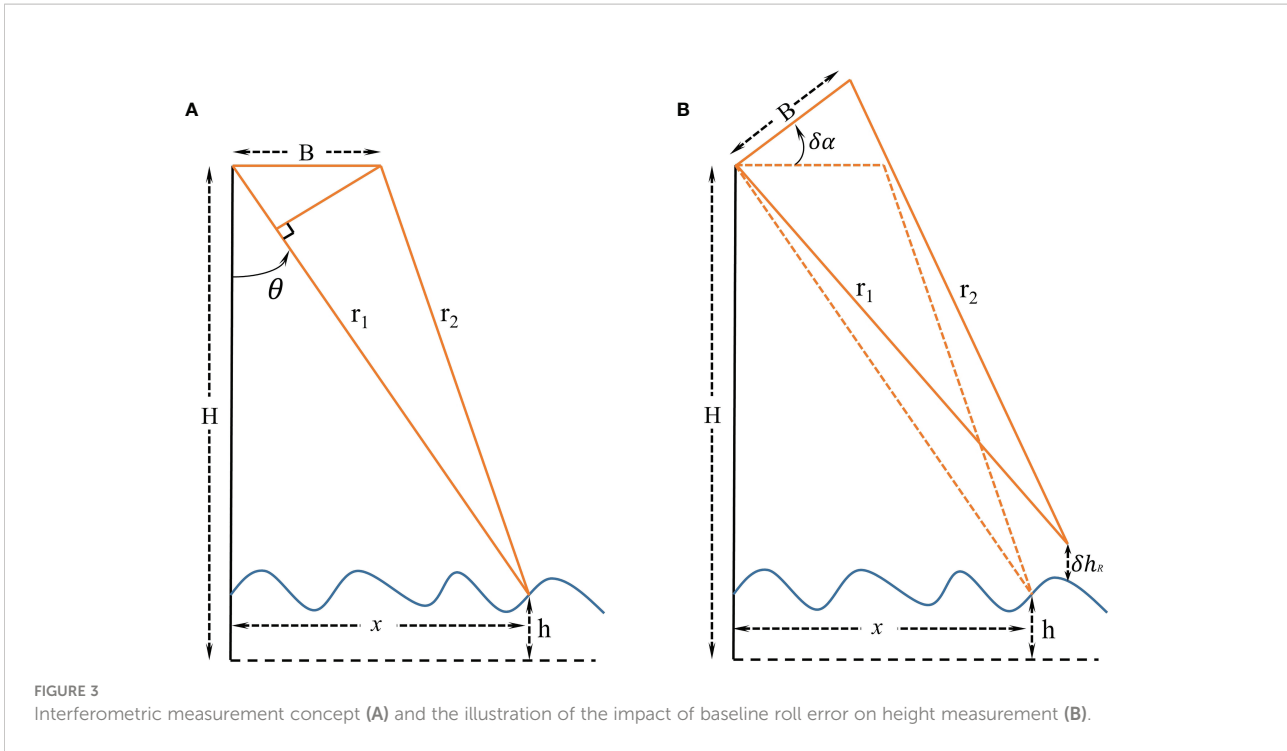 A
B
θ
r₁
r₂
H
x
h
B
B
δα
r₁
r₂
H
δhR
x
h
FIGURE 3
Interferometric measurement concept (A) and the illustration of the impact of baseline roll error on height measurement (B).